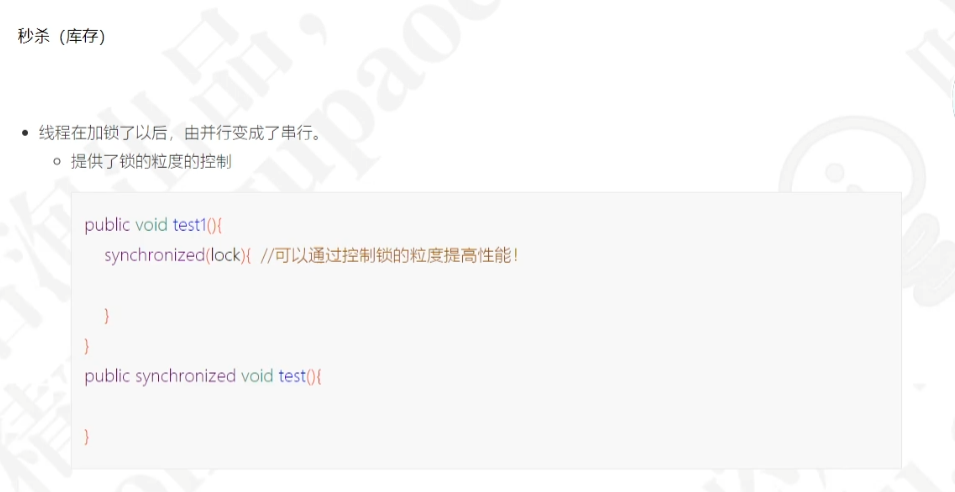 秒杀（库存）
线程在加锁了以后，由并行变成了串行。
提供了锁的粒度的控制
public void test1(){
synchronized(lock){ //可以通过控制锁的粒度提高性能！
}
}
public synchronized void test(){
}